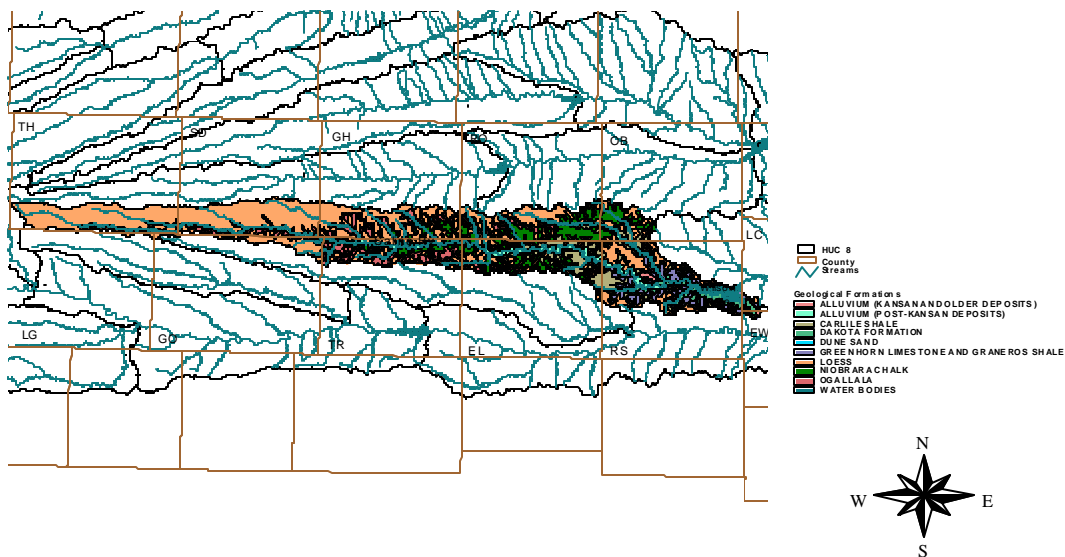 TH
SD
GH
RO
OB
LC
LG
GO
TR
EL
RS
EW
HUC 8
County
Streams
Geological Formations
ALLUVIUM (KANSAN AND OLDER DEPOSITS)
ALLUVIUM (POST-KANSAN DEPOSITS)
CARLILE SHALE
DAKOTA FORMATION
DUNE SAND
GREENHORN LIMESTONE AND GRANEROS SHALE
LOESS
NIOBRARA CHALK
OGALLALA
WATER BODIES
N
W
E
S